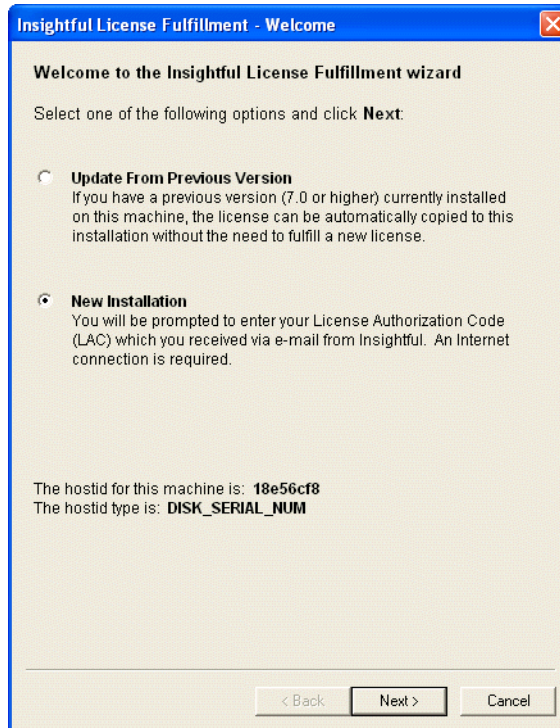 Insightful License Fulfillment - Welcome
Welcome to the Insightful License Fulfillment wizard
Select one of the following options and click Next:
Update From Previous Version
If you have a previous version (7.0 or higher) currently installed
on this machine, the license can be automatically copied to this
installation without the need to fulfill a new license.
New Installation
You will be prompted to enter your License Authorization Code
(LAC) which you received via e-mail from Insightful. An Internet
connection is required.
The hostid for this machine is: 18e56cf8
The hostid type is: DISK_SERIAL_NUM
< Back Next > Cancel